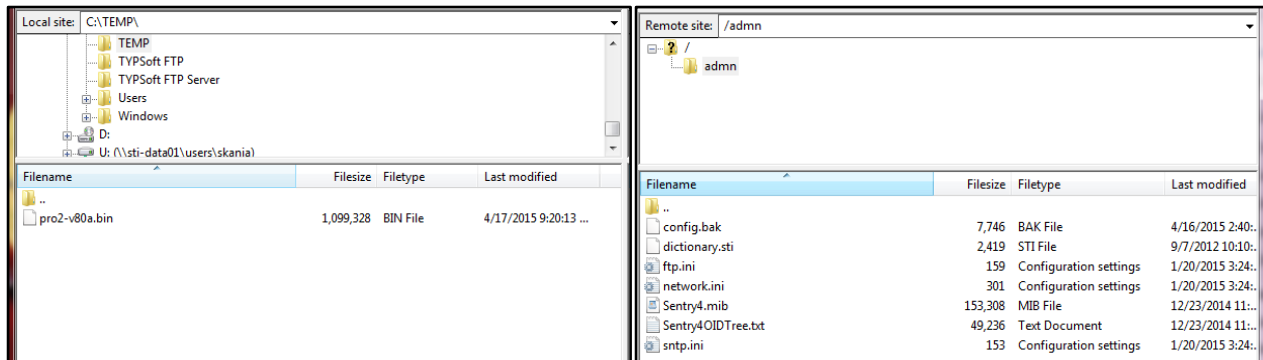 Local site: C:\TEMP\
TEMP
TYPSoft FTP
TYPSoft FTP Server
Users
Windows
D:
U: (\\sti-data01\users\skania)
Filename Filesize Filetype Last modified
..
pro2-v80a.bin 1,099,328 BIN File 4/17/2015 9:20:13 ...
Remote site: /admn
? /
admn
Filename Filesize Filetype Last modified
..
config.bak 7,746 BAK File 4/16/2015 2:40:..
dictionary.sti 2,419 STI File 9/7/2012 10:10:..
ftp.ini 159 Configuration settings 1/20/2015 3:24:..
network.ini 301 Configuration settings 1/20/2015 3:24:..
Sentry4.mib 153,308 MIB File 12/23/2014 11:..
Sentry4OIDTree.txt 49,236 Text Document 12/23/2014 11:..
sntp.ini 153 Configuration settings 1/20/2015 3:24:..